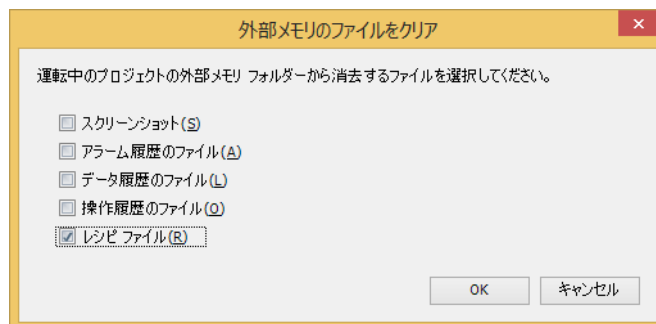 外部メモリのファイルをクリア
運転中のプロジェクトの外部メモリ フォルダーから消去するファイルを選択してください。
スクリーンショット(S)
アラーム履歴のファイル(A)
データ履歴のファイル(L)
操作履歴のファイル(O)
レシピ ファイル(R)
OK キャンセル